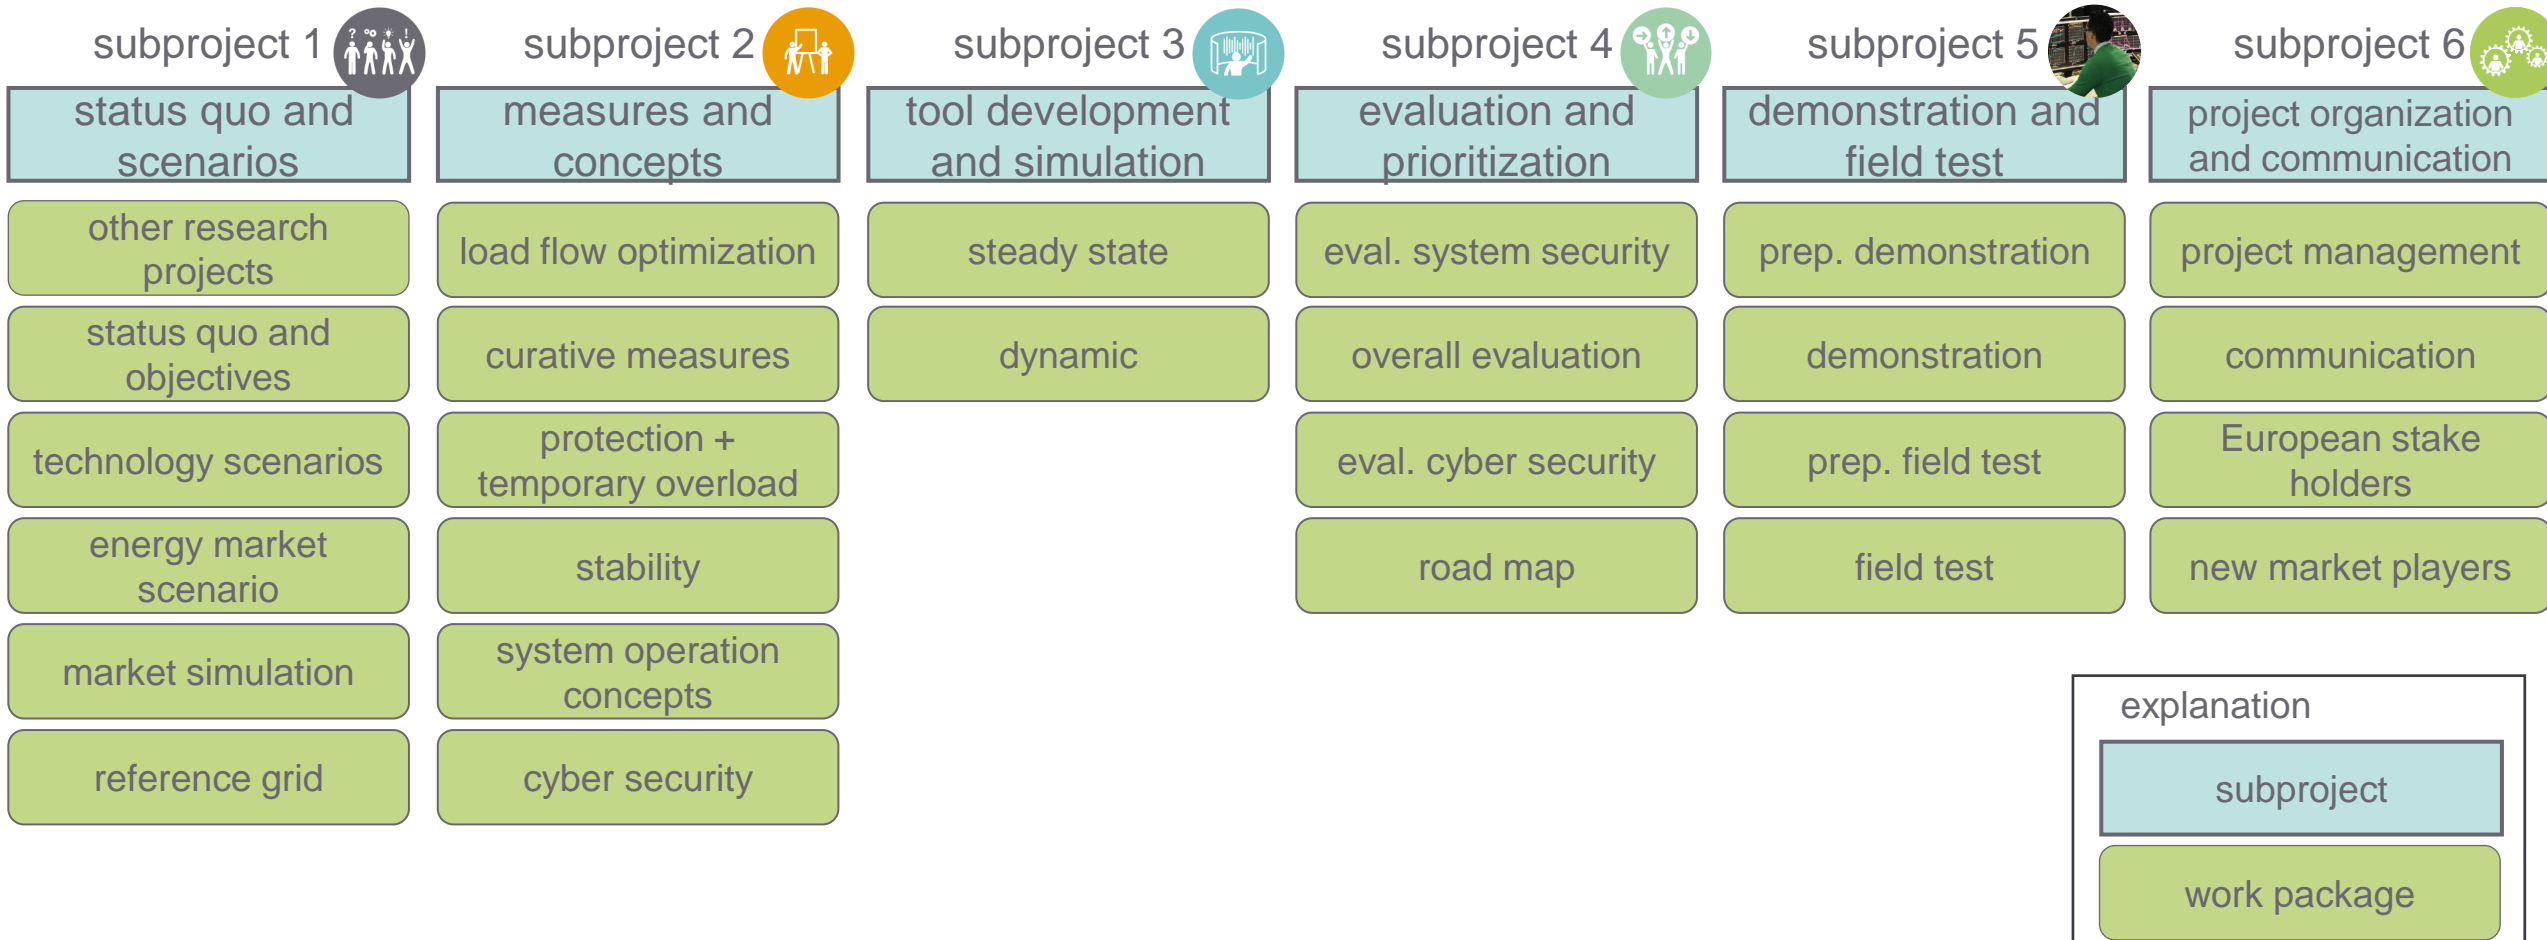 subproject 1
status quo and
scenarios
other research
projects
status quo and
objectives
technology scenarios
energy market
scenario
market simulation
reference grid
subproject 2
measures and
concepts
load flow optimization
curative measures
protection +
temporary overload
stability
system operation
concepts
cyber security
subproject 3
tool development
and simulation
steady state
dynamic
subproject 4
evaluation and
prioritization
eval. system security
overall evaluation
eval. cyber security
road map
subproject 5
demonstration and
field test
prep. demonstration
demonstration
prep. field test
field test
subproject 6
project organization
and communication
project management
communication
European stake
holders
new market players
explanation
subproject
work package